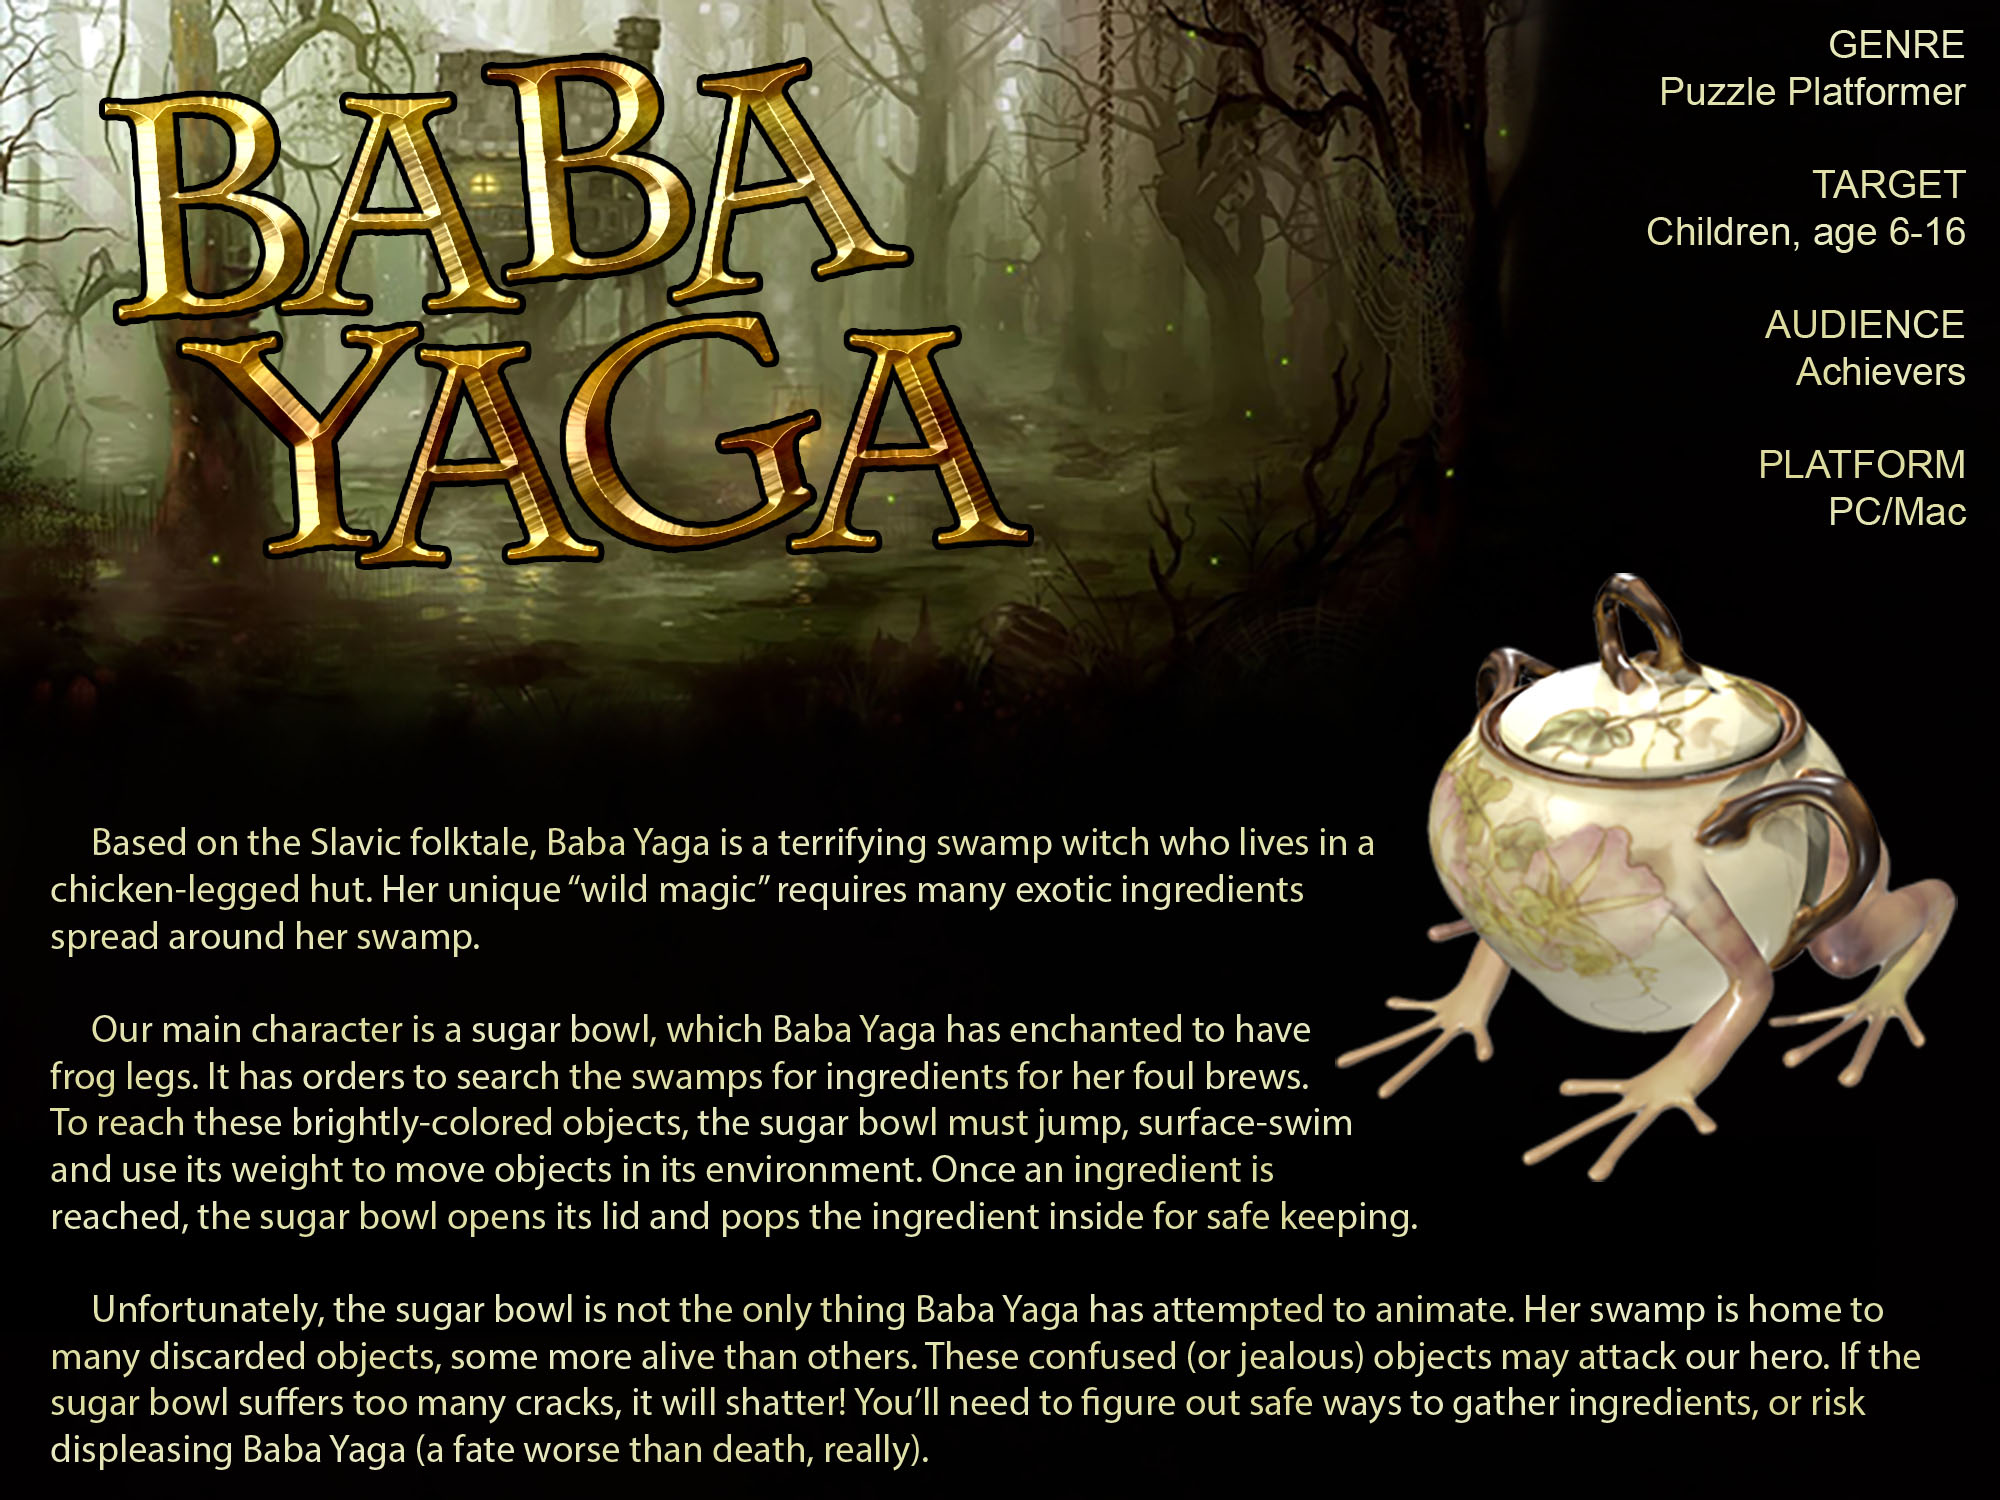 BABA
YAGA
GENRE
Puzzle Platformer
TARGET
Children, age 6-16
AUDIENCE
Achievers
PLATFORM
PC/Mac
Based on the Slavic folktale, Baba Yaga is a terrifying swamp witch who lives in a
chicken-legged hut. Her unique “wild magic” requires many exotic ingredients
spread around her swamp.
Our main character is a sugar bowl, which Baba Yaga has enchanted to have
frog legs. It has orders to search the swamps for ingredients for her foul brews.
To reach these brightly-colored objects, the sugar bowl must jump, surface-swim
and use its weight to move objects in its environment. Once an ingredient is
reached, the sugar bowl opens its lid and pops the ingredient inside for safe keeping.
Unfortunately, the sugar bowl is not the only thing Baba Yaga has attempted to animate. Her swamp is home to
many discarded objects, some more alive than others. These confused (or jealous) objects may attack our hero. If the
sugar bowl suffers too many cracks, it will shatter! You’ll need to figure out safe ways to gather ingredients, or risk
displeasing Baba Yaga (a fate worse than death, really).